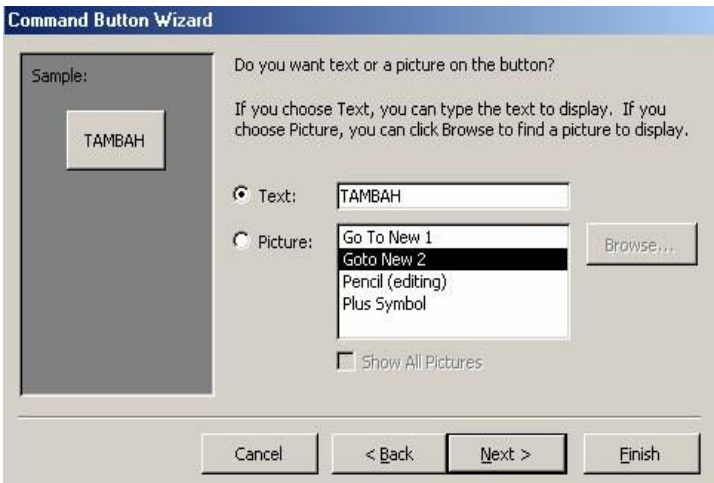 Command Button Wizard
Sample:
TAMBAH
Do you want text or a picture on the button?
If you choose Text, you can type the text to display. If you
choose Picture, you can click Browse to find a picture to display.
Text: TAMBAH
Picture: Go To New 1
Goto New 2
Pencil (editing)
Plus Symbol
Browse...
Show All Pictures
Cancel < Back Next > Finish